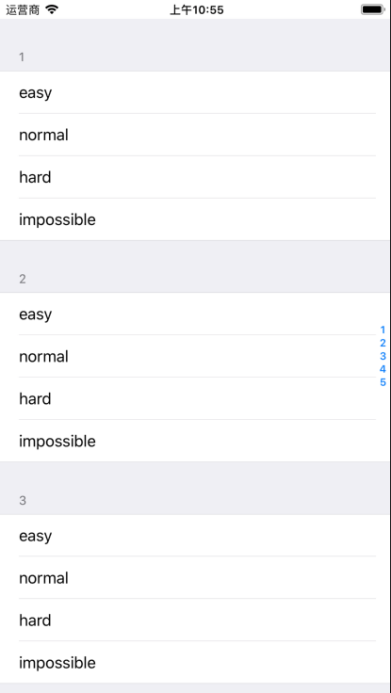 运营商 上午10:55
1
easy
normal
hard
impossible
2
easy
normal
hard
impossible
3
easy
normal
hard
impossible
1
2
3
4
5